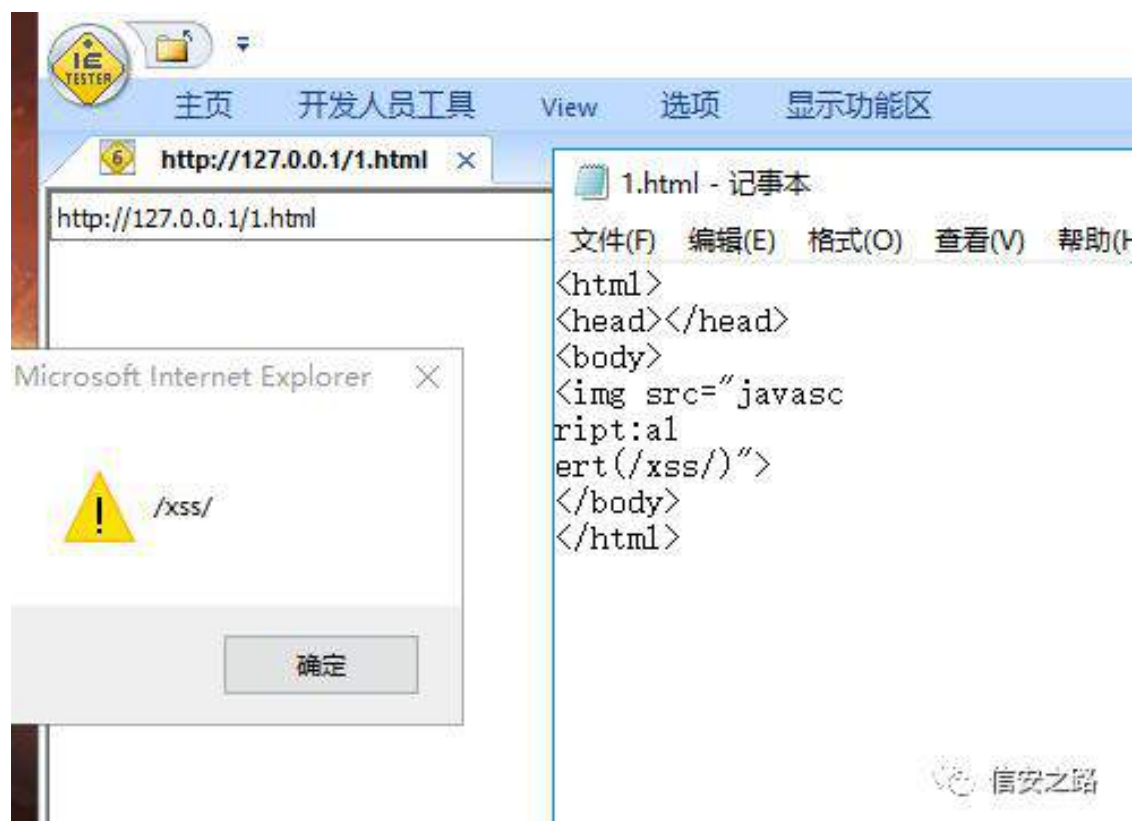 IE
TESTER
主页 开发人员工具 View 选项 显示功能区
6 http://127.0.0.1/1.html
http://127.0.0.1/1.html
1.html - 记事本
文件(F) 编辑(E) 格式(O) 查看(V) 帮助(H
<html>
<head></head>
<body>
<img src="javasc
ript:al
ert(/xss/)">
</body>
</html>
Microsoft Internet Explorer
/xss/
确定
信安之路